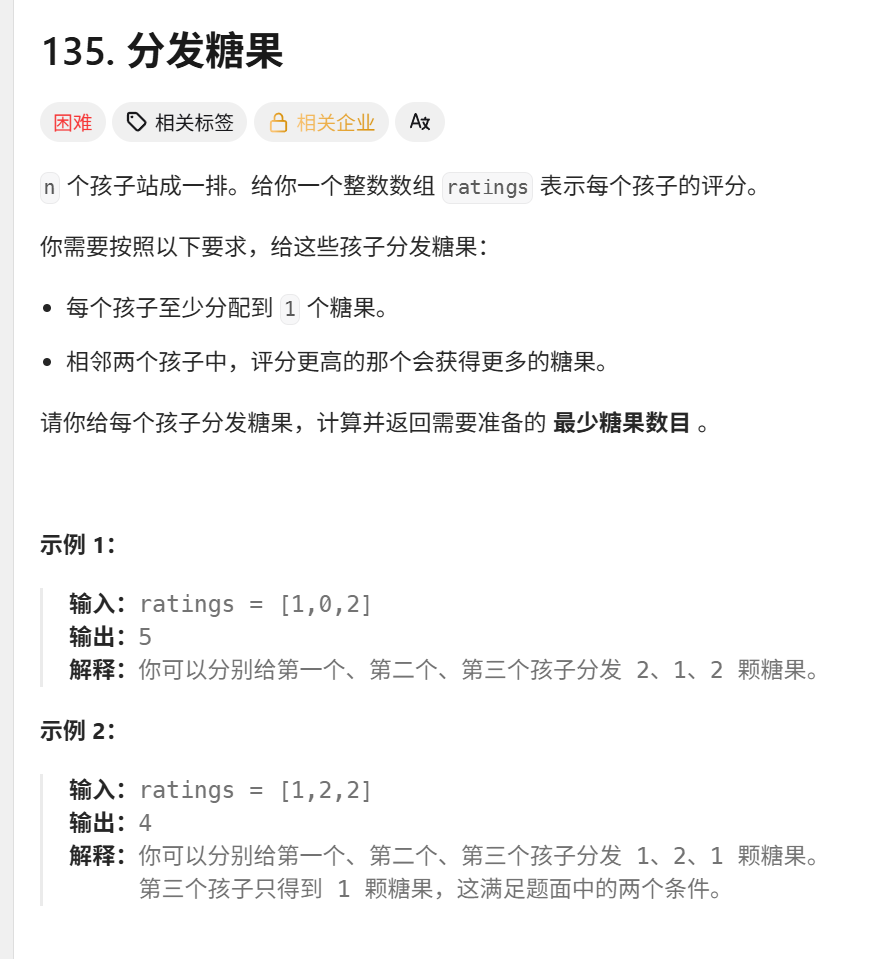 135. 分发糖果
困难 相关标签 相关企业 A文
n 个孩子站成一排。给你一个整数数组 ratings 表示每个孩子的评分。
你需要按照以下要求，给这些孩子分发糖果：
• 每个孩子至少分配到 1 个糖果。
• 相邻两个孩子中，评分更高的那个会获得更多的糖果。
请你给每个孩子分发糖果，计算并返回需要准备的 最少糖果数目 。
示例 1：
输入：ratings = [1,0,2]
输出：5
解释：你可以分别给第一个、第二个、第三个孩子分发 2、1、2 颗糖果。
示例 2：
输入：ratings = [1,2,2]
输出：4
解释：你可以分别给第一个、第二个、第三个孩子分发 1、2、1 颗糖果。
第三个孩子只得到 1 颗糖果，这满足题面中的两个条件。